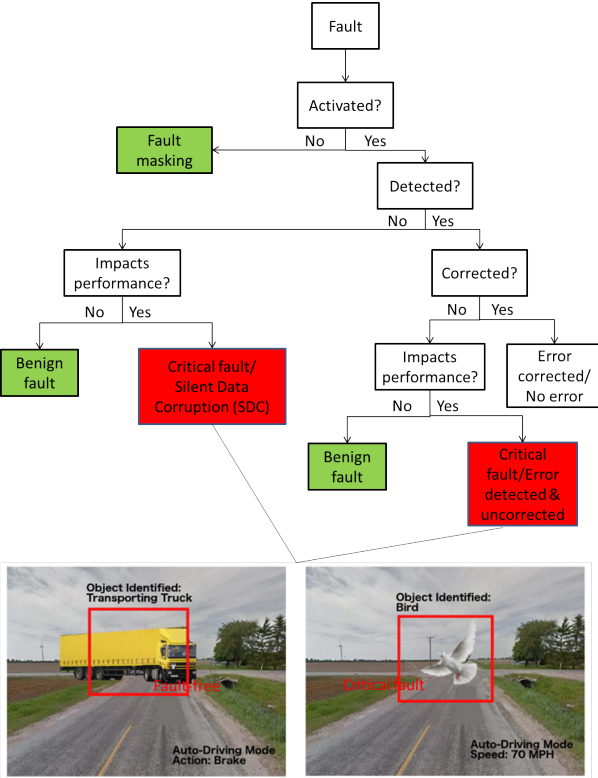 Fault
Activated?
No
Yes
Fault
masking
Detected?
No
Yes
Impacts
performance?
Corrected?
No
Yes
No
Yes
Benign
fault
Critical fault/
Silent Data
Corruption (SDC)
Impacts
performance?
Error
corrected/
No error
No
Yes
Benign
fault
Critical
fault/Error
detected &
uncorrected
Object Identified:
Transporting Truck
Fault-free
Auto-Driving Mode
Action: Brake
Object Identified:
Bird
Critical fault
Auto-Driving Mode
Speed: 70 MPH